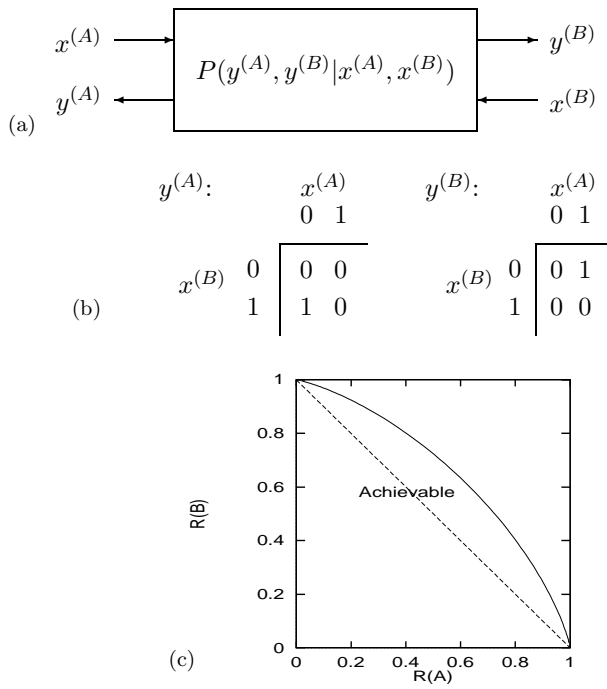 x^(A)
y^(A)
P(y^(A), y^(B)|x^(A), x^(B))
y^(B)
x^(B)
(a)
y^(A): x^(A)
0 1
x^(B) 0 0 0
1 1 0
y^(B): x^(A)
0 1
x^(B) 0 0 1
1 0 0
(b)
1
0.8
0.6
0.4
0.2
0
R(B)
Achievable
0 0.2 0.4 0.6 0.8 1
R(A)
(c)